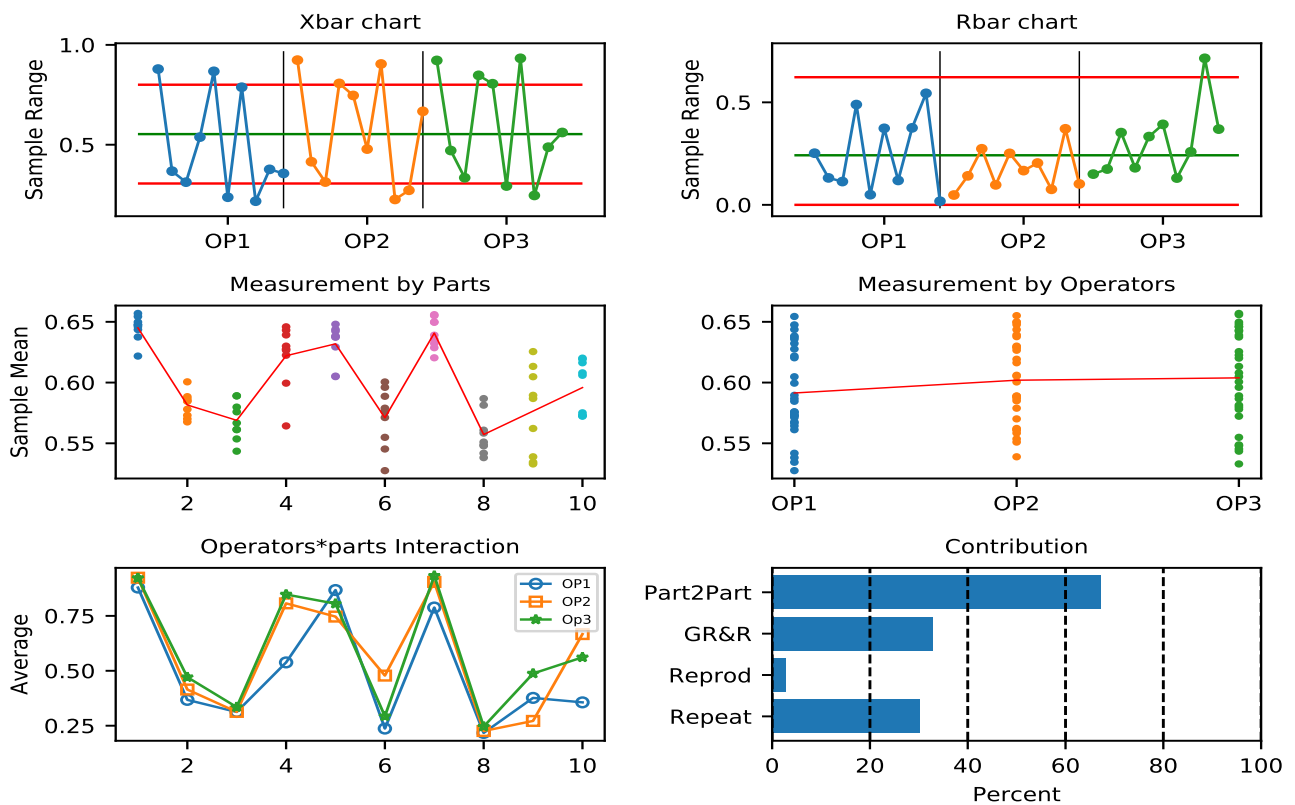 Xbar chart
Sample Range
1.0
0.5
OP1 OP2 OP3
Rbar chart
Sample Range
0.5
0.0
OP1 OP2 OP3
Measurement by Parts
Sample Mean
0.65
0.60
0.55
2 4 6 8 10
Measurement by Operators
0.65
0.60
0.55
OP1 OP2 OP3
Operators*parts Interaction
Average
0.75
0.50
0.25
OP1
OP2
Op3
2 4 6 8 10
Contribution
Part2Part
GR&R
Reprod
Repeat
0 20 40 60 80 100
Percent